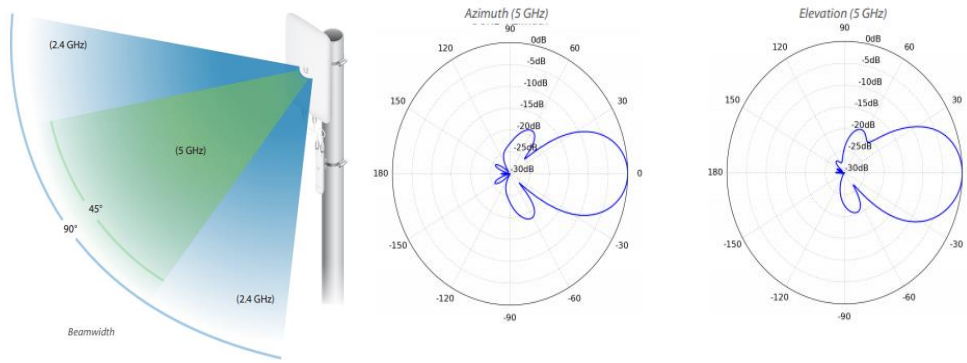 (2.4 GHz)
(5 GHz)
45°
90°
(2.4 GHz)
Beamwidth
Azimuth (5 GHz)
90
120
60
0dB
-5dB
-10dB
150
30
-15dB
-20dB
-25dB
-30dB
180
0
-150
-30
-120
-60
-90
Elevation (5 GHz)
90
120
60
0dB
-5dB
-10dB
150
30
-15dB
-20dB
-25dB
-30dB
180
0
-150
-30
-120
-60
-90